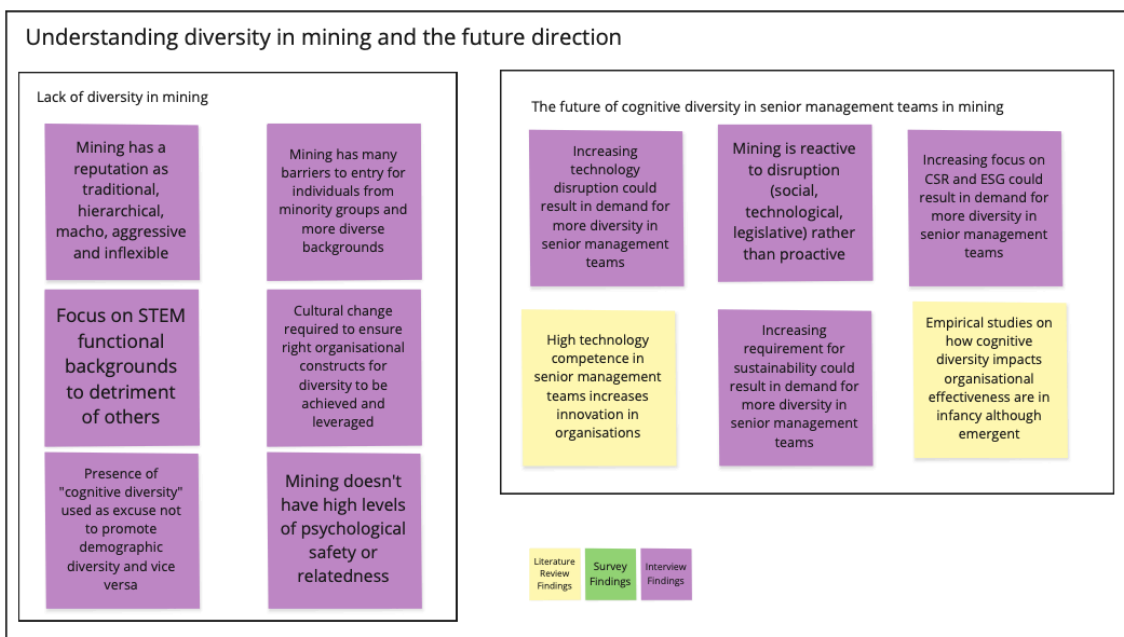 Understanding diversity in mining and the future direction
Lack of diversity in mining
Mining has a
reputation as
traditional,
hierarchical,
macho, aggressive
and inflexible
Mining has many
barriers to entry for
individuals from
minority groups and
more diverse
backgrounds
Focus on STEM
functional
backgrounds
to detriment
of others
Cultural change
required to ensure
right organisational
constructs for
diversity to be
achieved and
leveraged
Presence of
"cognitive diversity"
used as excuse not
to promote
demographic
diversity and vice
versa
Mining doesn't
have high levels
of psychological
safety or
relatedness
The future of cognitive diversity in senior management teams in mining
Increasing
technology
disruption could
result in demand for
more diversity in
senior management
teams
Mining is reactive
to disruption
(social,
technological,
legislative) rather
than proactive
Increasing focus on
CSR and ESG could
result in demand for
more diversity in
senior management
teams
High technology
competence in
senior management
teams increases
innovation in
organisations
Increasing
requirement for
sustainability could
result in demand for
more diversity in
senior management
teams
Empirical studies on
how cognitive
diversity impacts
organisational
effectiveness are in
infancy although
emergent
Literature
Review
Findings
Survey
Findings
Interview
Findings